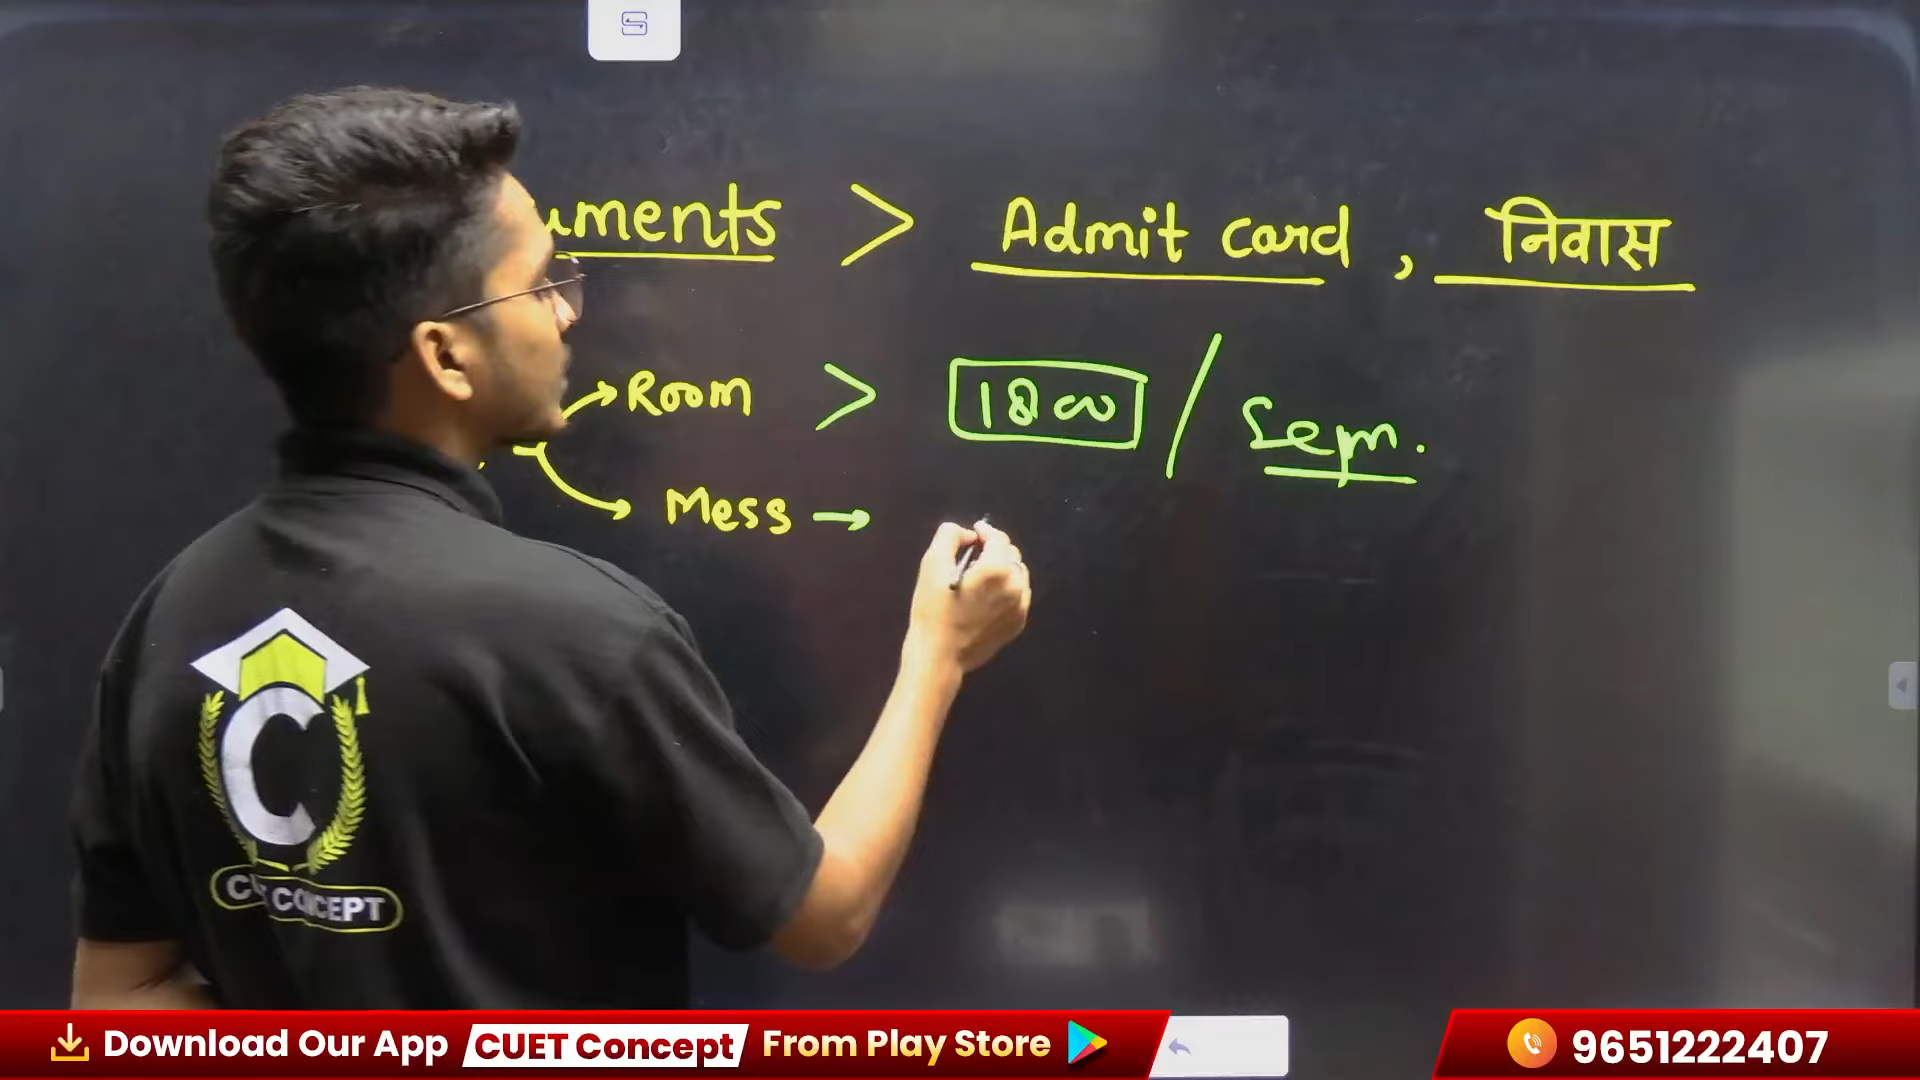 uments > Admit card , निवास
→ Room > 1800 / Sem.
→ Mess →
CUET CONCEPT
Download Our App CUET Concept From Play Store
9651222407